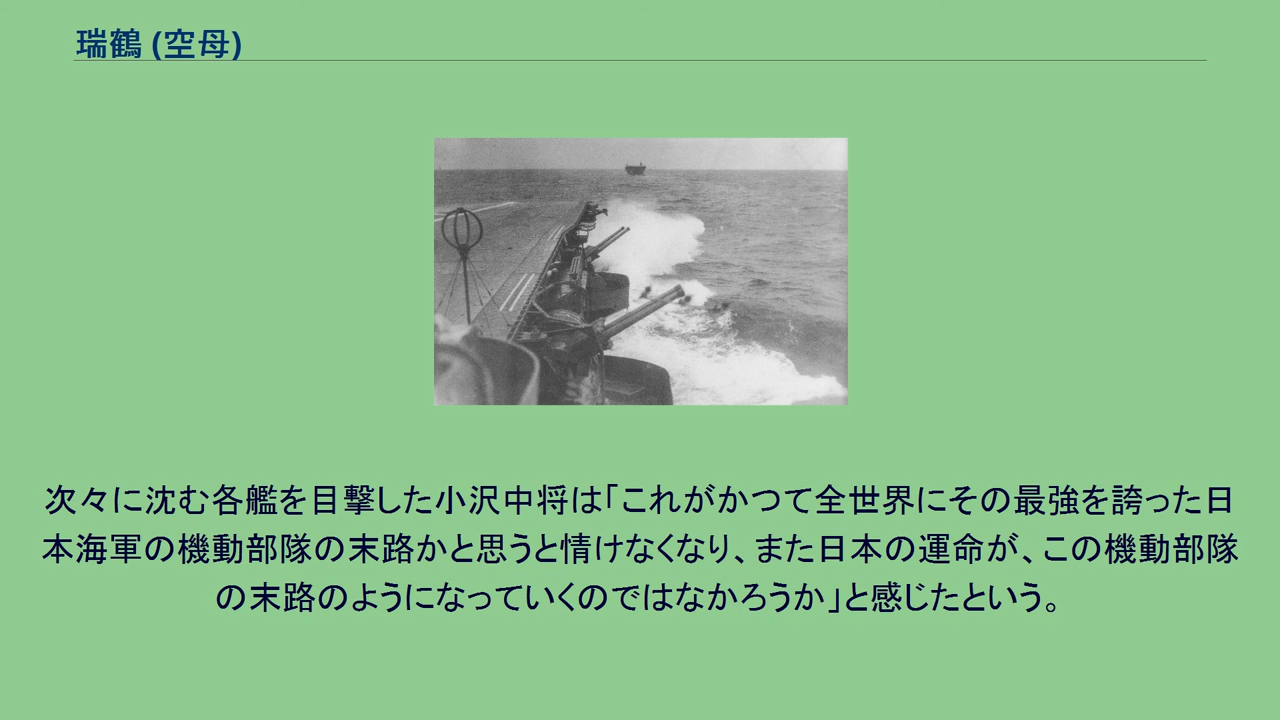 瑞鶴 (空母)
次々に沈む各艦を目撃した小沢中将は「これがかつて全世界にその最強を誇った日
本海軍の機動部隊の末路かと思うと情けなくなり、また日本の運命が、この機動部隊
の末路のようになっていくのではなかろうか」と感じたという。